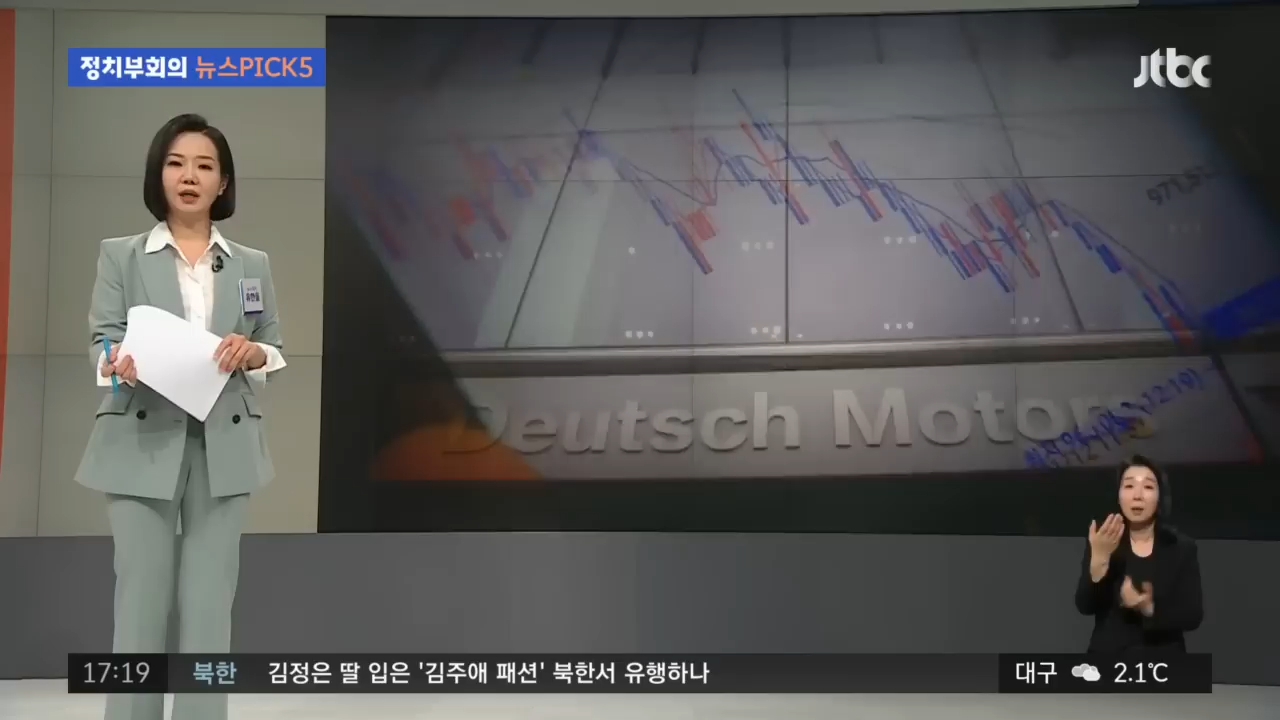 정치부회의 뉴스PICK5
jtbc
Deutsch Motors
17:19 북한 김정은 딸 입은 '김주애 패션' 북한서 유행하나 대구 2.1℃